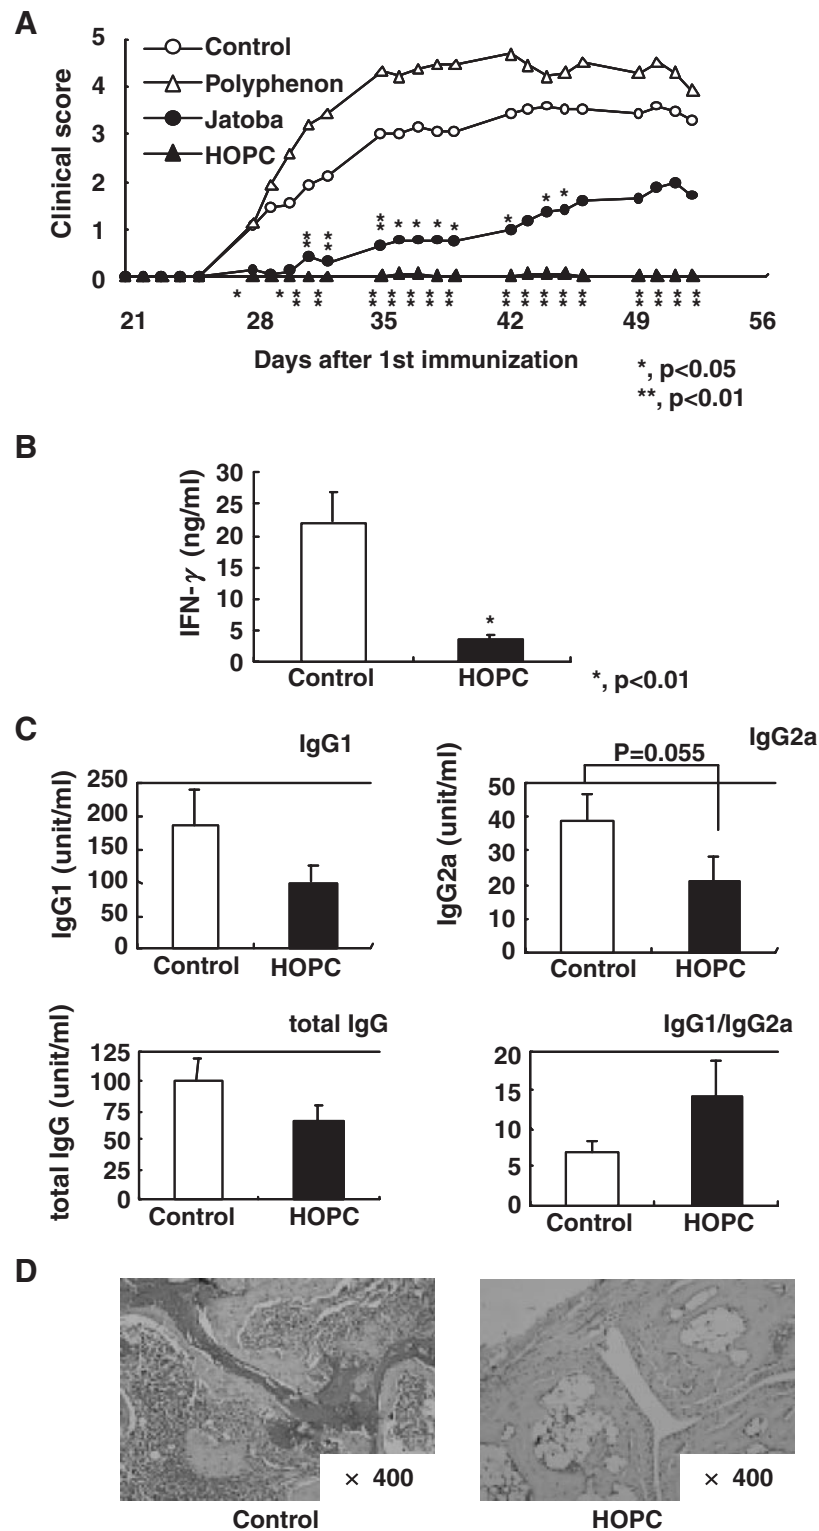 A
Clinical score
5
4
3
2
1
0
Control
Polyphenon
Jatoba
HOPC
* * * * * * * * * * * *
* *
* * * * * * * * * * * * * * * * * *
* * * * * * * * * * * * * * * *
21 28 35 42 49 56
Days after 1st immunization
*, p<0.05
**, p<0.01
B
IFN-γ (ng/ml)
30
25
20
15
10
5
0
*
Control HOPC
*, p<0.01
C
IgG1
IgG1 (unit/ml)
250
200
150
100
50
0
Control HOPC
IgG2a
P=0.055
IgG2a (unit/ml)
50
40
30
20
10
0
Control HOPC
total IgG
total IgG (unit/ml)
125
100
75
50
25
0
Control HOPC
IgG1/IgG2a
20
15
10
5
0
Control HOPC
D
× 400
Control
× 400
HOPC